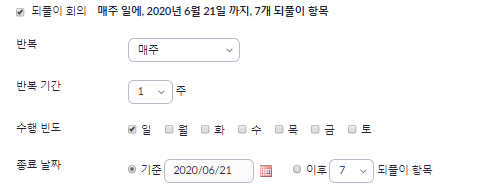 되풀이 회의 매주 일에, 2020년 6월 21일 까지, 7개 되풀이 항목
반복 매주
반복 기간 1 주
수행 빈도 일 월 화 수 목 금 토
종료 날짜 기준 2020/06/21 이후 7 되풀이 항목